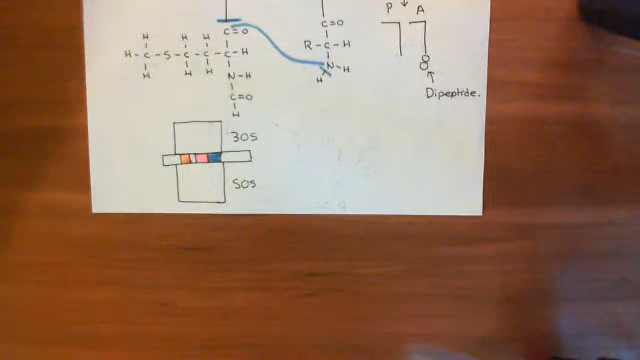 P A
C=O
C=O
H H H
H-C-S-C-C-C-H
R-C-H
H H H
N-H
N H
H
C=O
H
Dipeptide.
30S
50S